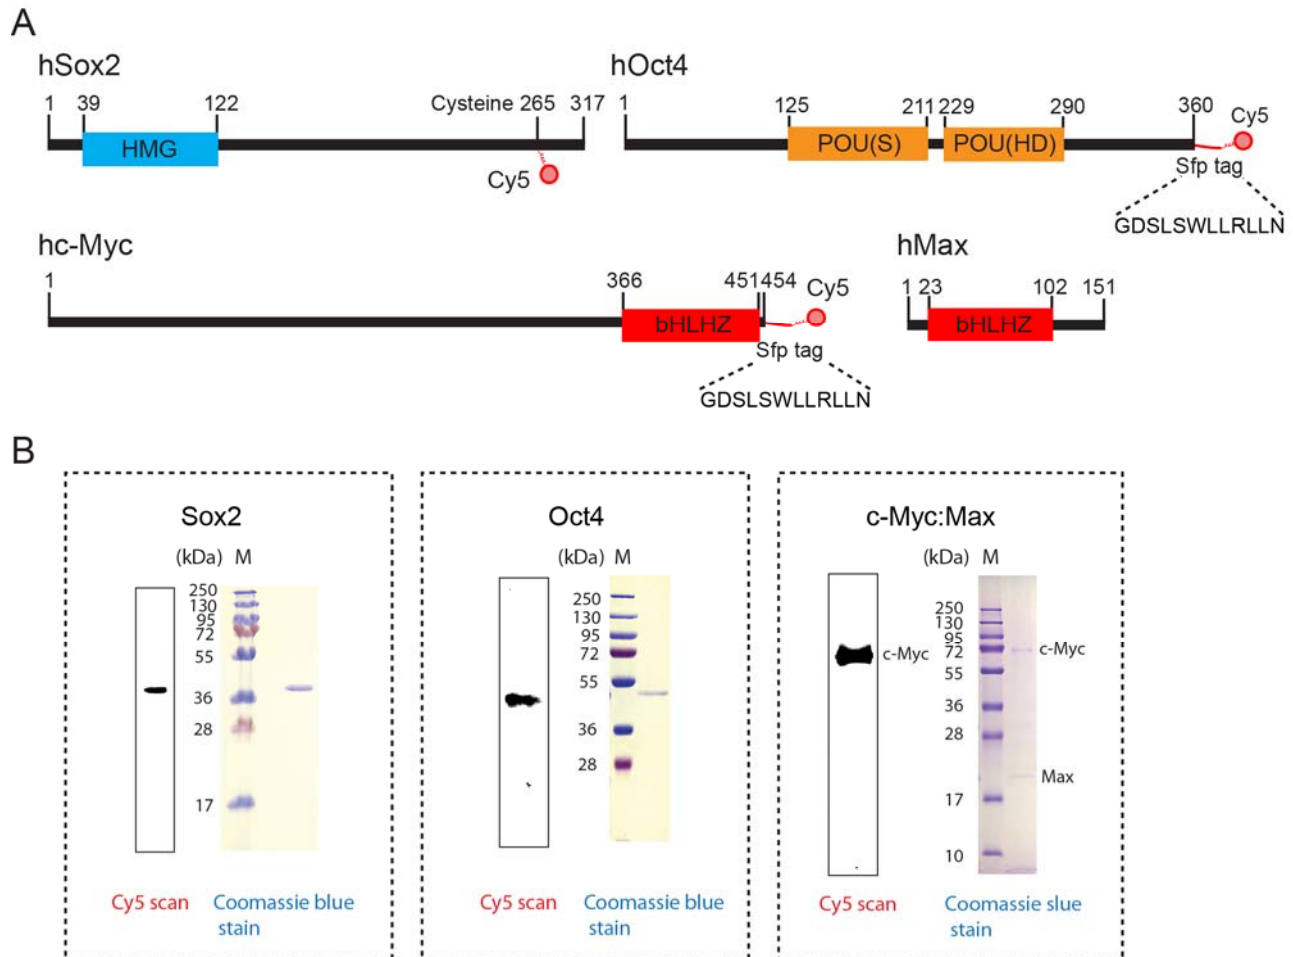 A
hSox2
1 39 122 Cysteine 265 317
HMG
Cy5
hOct4
1 125 211 229 290 360
Cy5
POU(S) POU(HD)
Sfp tag
GDSLSWLLRLLN
hc-Myc
1 366 451 454
Cy5
bHLHZ
Sfp tag
GDSLSWLLRLLN
hMax
1 23 102 151
bHLHZ
B
Sox2
(kDa) M
250
130
95
72
55
36
28
17
Cy5 scan
Coomassie blue
stain
Oct4
(kDa) M
250
130
95
72
55
36
28
Cy5 scan
Coomassie blue
stain
c-Myc:Max
(kDa) M
c-Myc
250
130
95
72
55
36
28
17
10
c-Myc
Max
Cy5 scan
Coomassie slue
stain